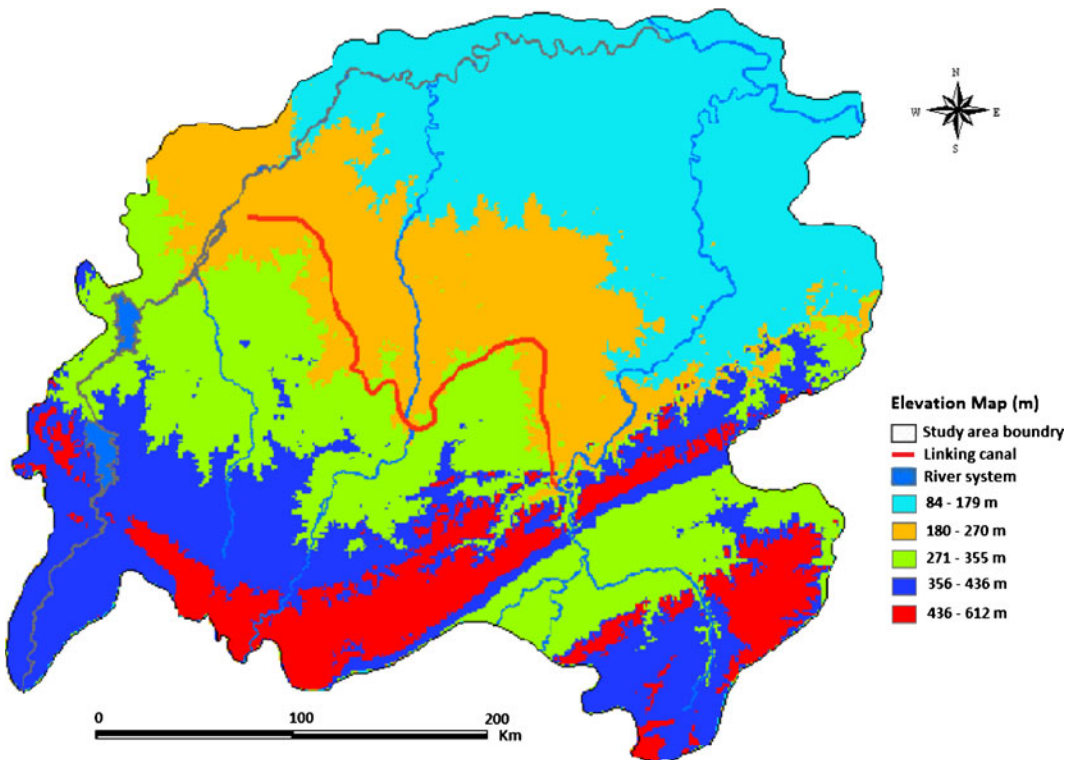 N
W E
S
Elevation Map (m)
Study area boundry
Linking canal
River system
84 - 179 m
180 - 270 m
271 - 355 m
356 - 436 m
436 - 612 m
0 100 200
Km